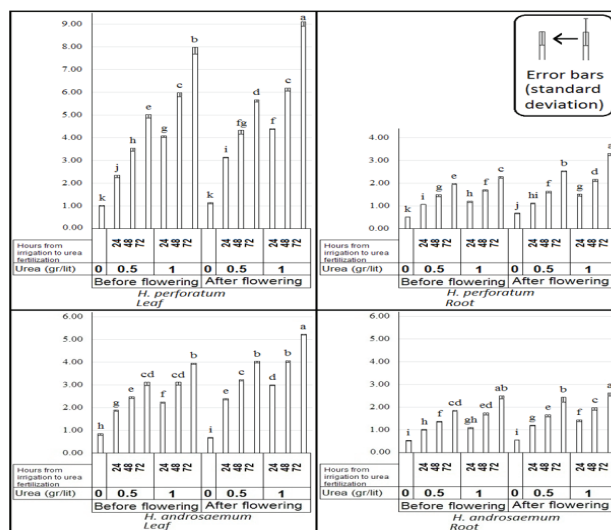 9.00
8.00
7.00
6.00
5.00
4.00
3.00
2.00
1.00
0.00
k j h e g c b k i fg d f c a
Hours from
irrigation to urea
fertilization
24 48 72 24 48 72 24 48 72 24 48 72
Urea (gr/lit) 0 0.5 1 0 0.5 1
Before flowering After flowering
H. perforatum
Leaf
Error bars
(standard
deviation)
4.00
3.00
2.00
1.00
0.00
k i g e h f c j hi f b g d a
Hours from
irrigation to urea
fertilization
24 48 72 24 48 72 24 48 72 24 48 72
Urea (gr/lit) 0 0.5 1 0 0.5 1
Before flowering After flowering
H. perforatum
Root
6.00
5.00
4.00
3.00
2.00
1.00
0.00
h g e cd f cd b i e c b d b a
Hours from
irrigation to urea
fertilization
24 48 72 24 48 72 24 48 72 24 48 72
Urea (gr/lit) 0 0.5 1 0 0.5 1
Before flowering After flowering
H. androsaemum
Leaf
6.00
5.00
4.00
3.00
2.00
1.00
0.00
i h f cd gh ed ab i g e b f c a
Hours from
irrigation to urea
fertilization
24 48 72 24 48 72 24 48 72 24 48 72
Urea (gr/lit) 0 0.5 1 0 0.5 1
Before flowering After flowering
H. androsaemum
Root